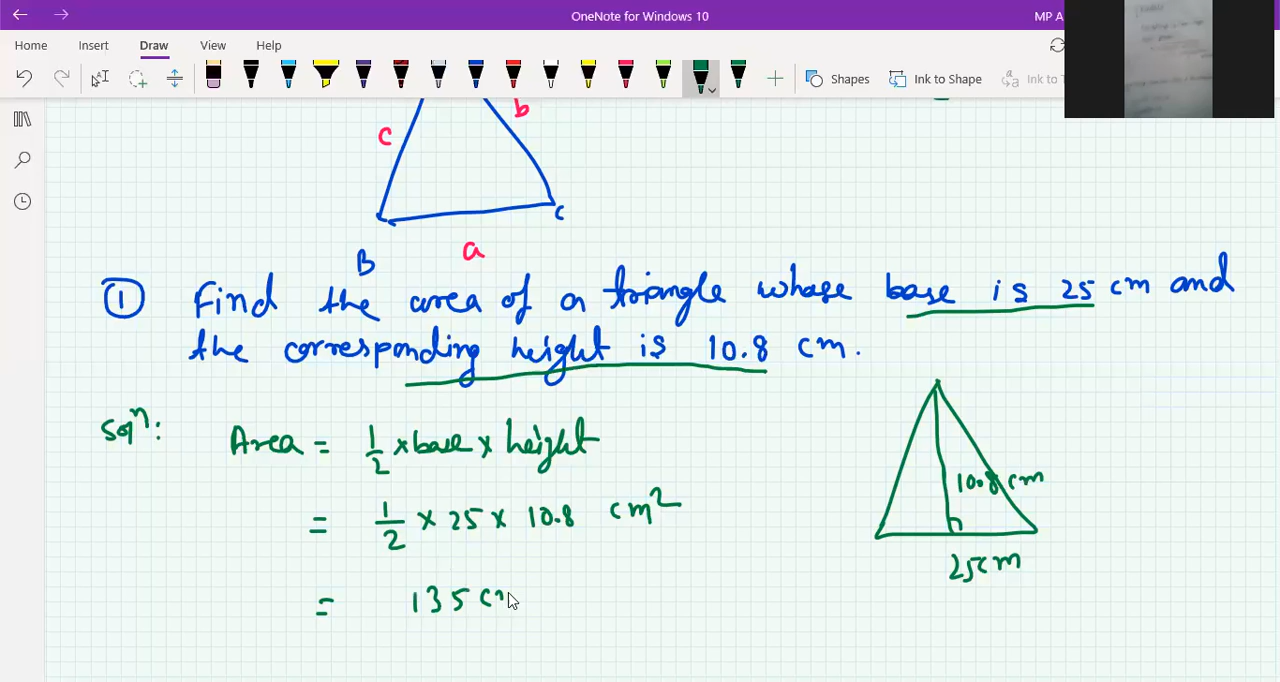 OneNote for Windows 10
MP A
Home Insert Draw View Help
Shapes Ink to Shape Ink to
c b
C
B a
① Find the area of a triangle whose base is 25 cm and
the corresponding height is 10.8 cm.
Solⁿ: Area = 1/2 × base × height
= 1/2 × 25 × 10.8 cm²
= 135 cm
10.8 cm
25cm